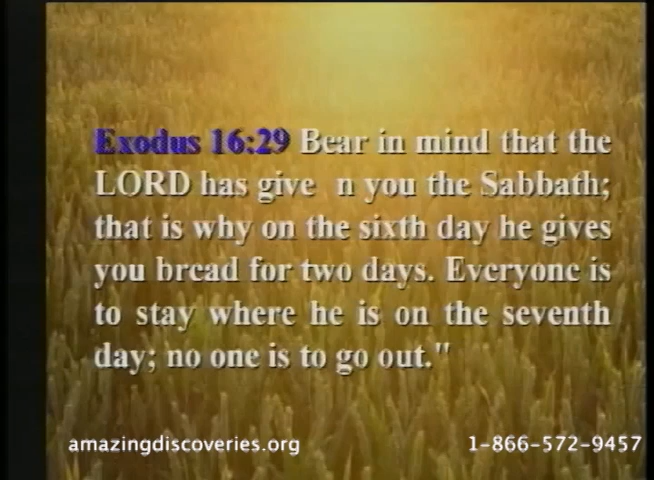 Exodus 16:29 Bear in mind that the
LORD has give n you the Sabbath;
that is why on the sixth day he gives
you bread for two days. Everyone is
to stay where he is on the seventh
day; no one is to go out."
amazingdiscoveries.org 1-866-572-9457